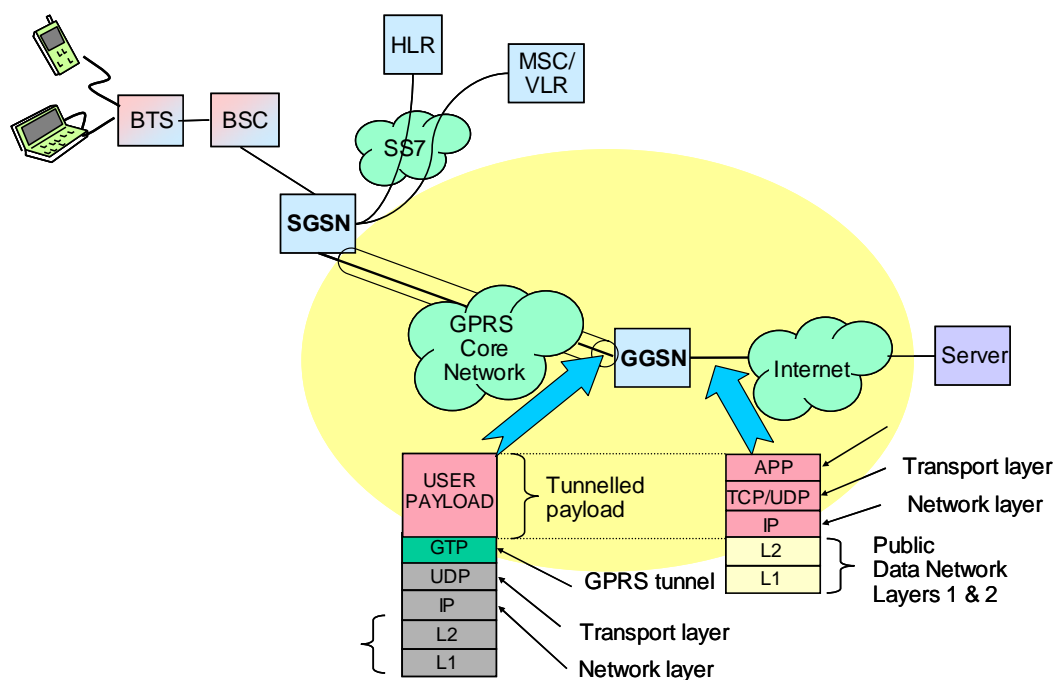 HLR
MSC/
VLR
BTS
BSC
SS7
SGSN
GPRS
Core
Network
GGSN
Internet
Server
USER
PAYLOAD
GTP
UDP
IP
L2
L1
Tunnelled
payload
GPRS tunnel
Transport layer
Network layer
APP
TCP/UDP
IP
L2
L1
Transport layer
Network layer
Public
Data Network
Layers 1 & 2